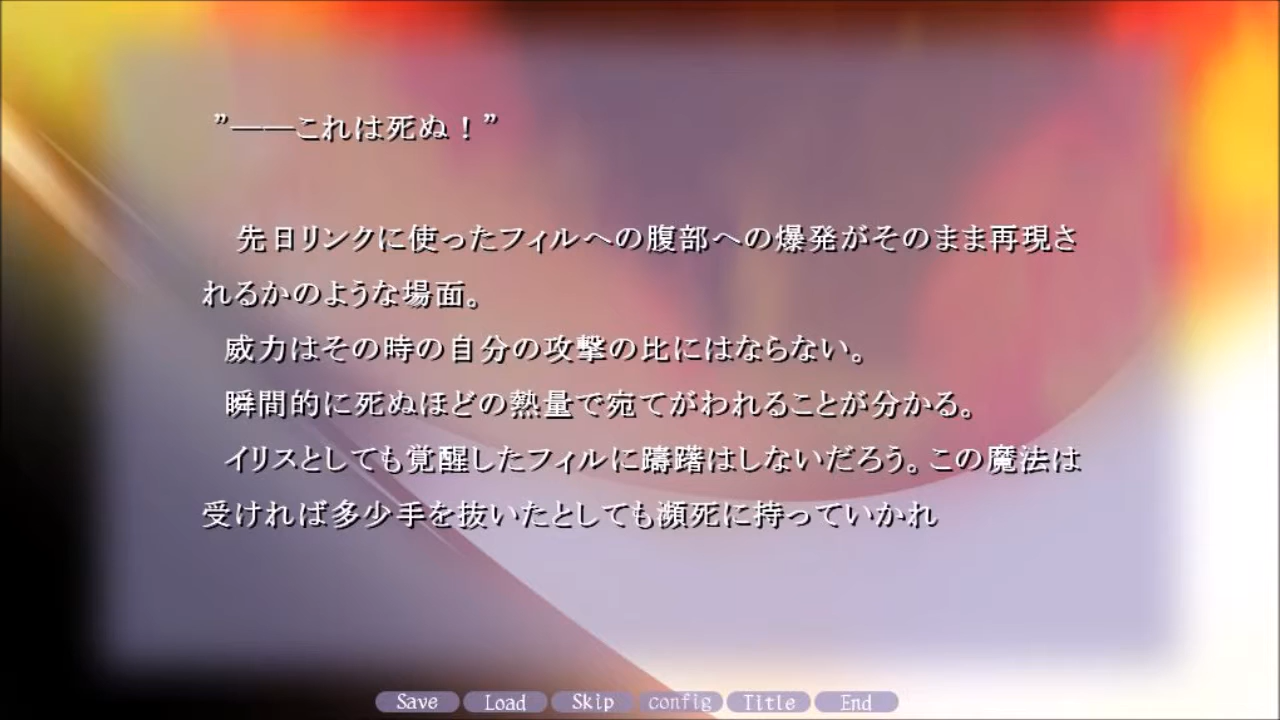 ”――これは死ぬ！”
先日リンクに使ったフィルへの腹部への爆発がそのまま再現さ
れるかのような場面。
威力はその時の自分の攻撃の比にはならない。
瞬間的に死ぬほどの熱量で宛てがわれることが分かる。
イリスとしても覚醒したフィルに躊躇はしないだろう。この魔法は
受ければ多少手を抜いたとしても瀕死に持っていかれ
Save Load Skip config Title End